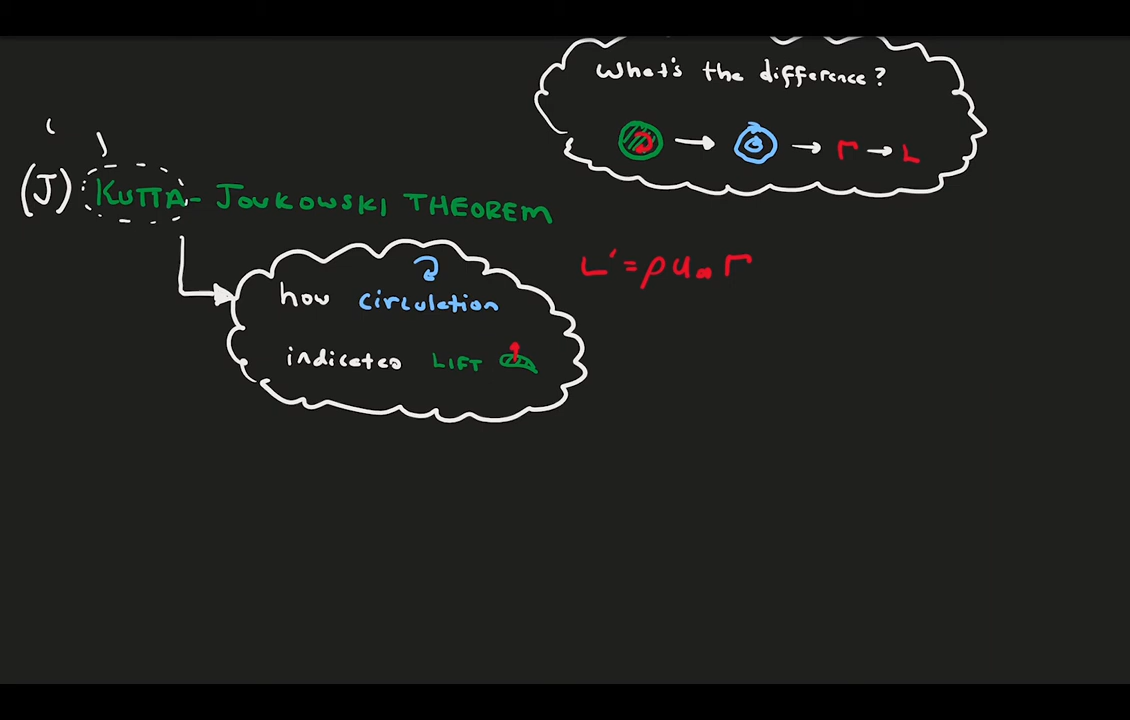 What's the difference?
→ → Γ → L
(J) KUTTA - JOUKOWSKI THEOREM
L' = ρ u∞ Γ
how circulation
indicates LIFT